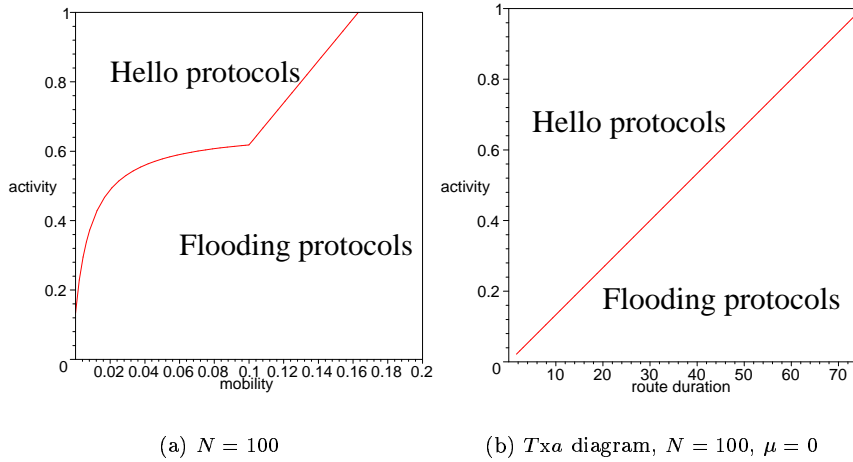 1
Hello protocols
0.8
0.6
activity
0.4
Flooding protocols
0.2
0
0.02 0.04 0.06 0.08 0.1 0.12 0.14 0.16 0.18 0.2
mobility
(a) N = 100
1
0.8
Hello protocols
0.6
activity
0.4
0.2
Flooding protocols
0
10 20 30 40 50 60 70
route duration
(b) Txa diagram, N = 100, μ = 0